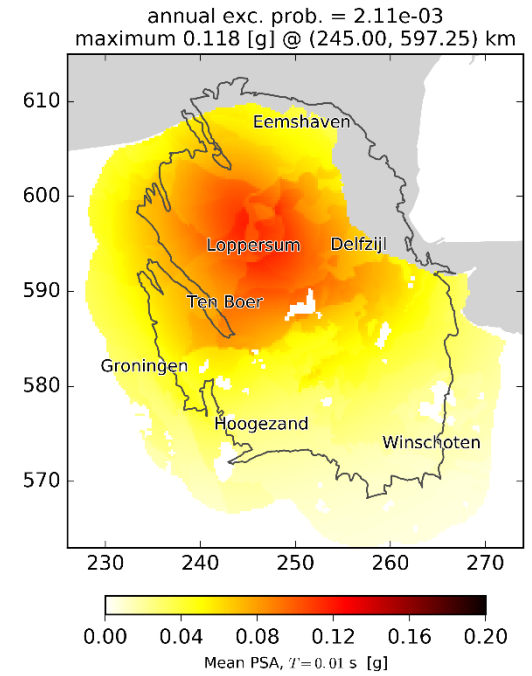 annual exc. prob. = 2.11e-03
maximum 0.118 [g] @ (245.00, 597.25) km
610
Eemshaven
600
Loppersum
Delfzijl
590
Ten Boer
Groningen
580
Hoogezand
Winschoten
570
230 240 250 260 270
0.00 0.04 0.08 0.12 0.16 0.20
Mean PSA, T=0.01 s [g]